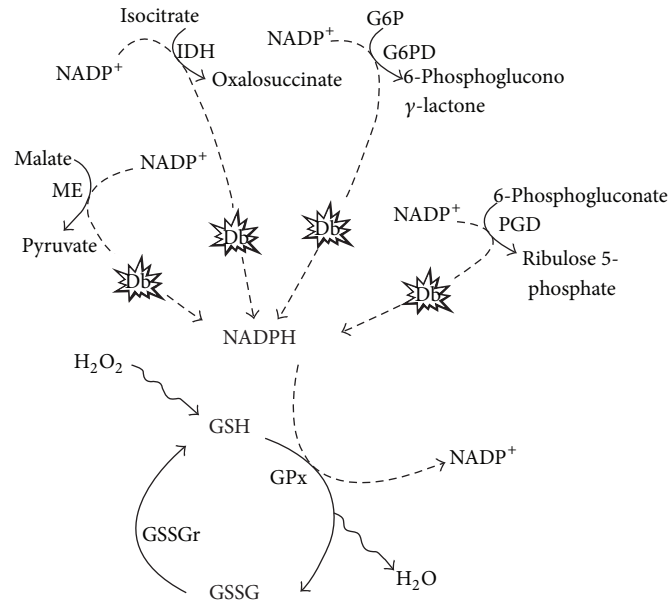 Isocitrate
NADP+
IDH
Oxalosuccinate
NADP+
G6P
G6PD
6-Phosphoglucono
γ-lactone
Malate
NADP+
ME
Pyruvate
Db
Db
Db
NADP+
6-Phosphogluconate
PGD
Ribulose 5-
phosphate
Db
NADPH
H2O2
GSH
GPx
NADP+
GSSGr
GSSG
H2O